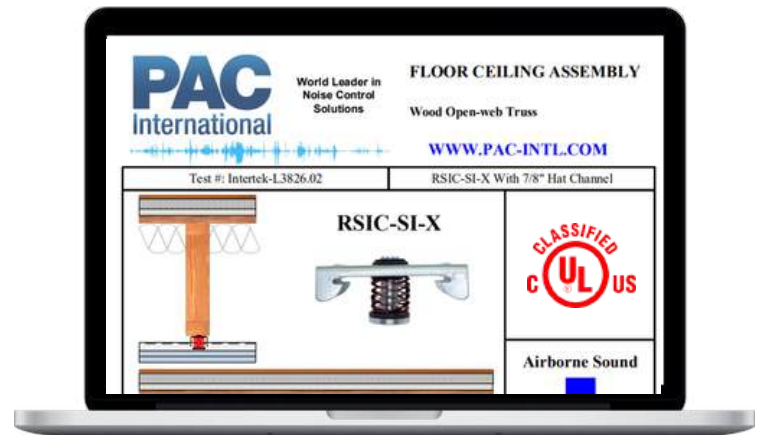 PAC
International
World Leader in
Noise Control
Solutions
FLOOR CEILING ASSEMBLY
Wood Open-web Truss
WWW.PAC-INTL.COM
Test #: Intertek-L3826.02
RSIC-SI-X With 7/8" Hat Channel
RSIC-SI-X
CLASSIFIED
C UL ® US
Airborne Sound